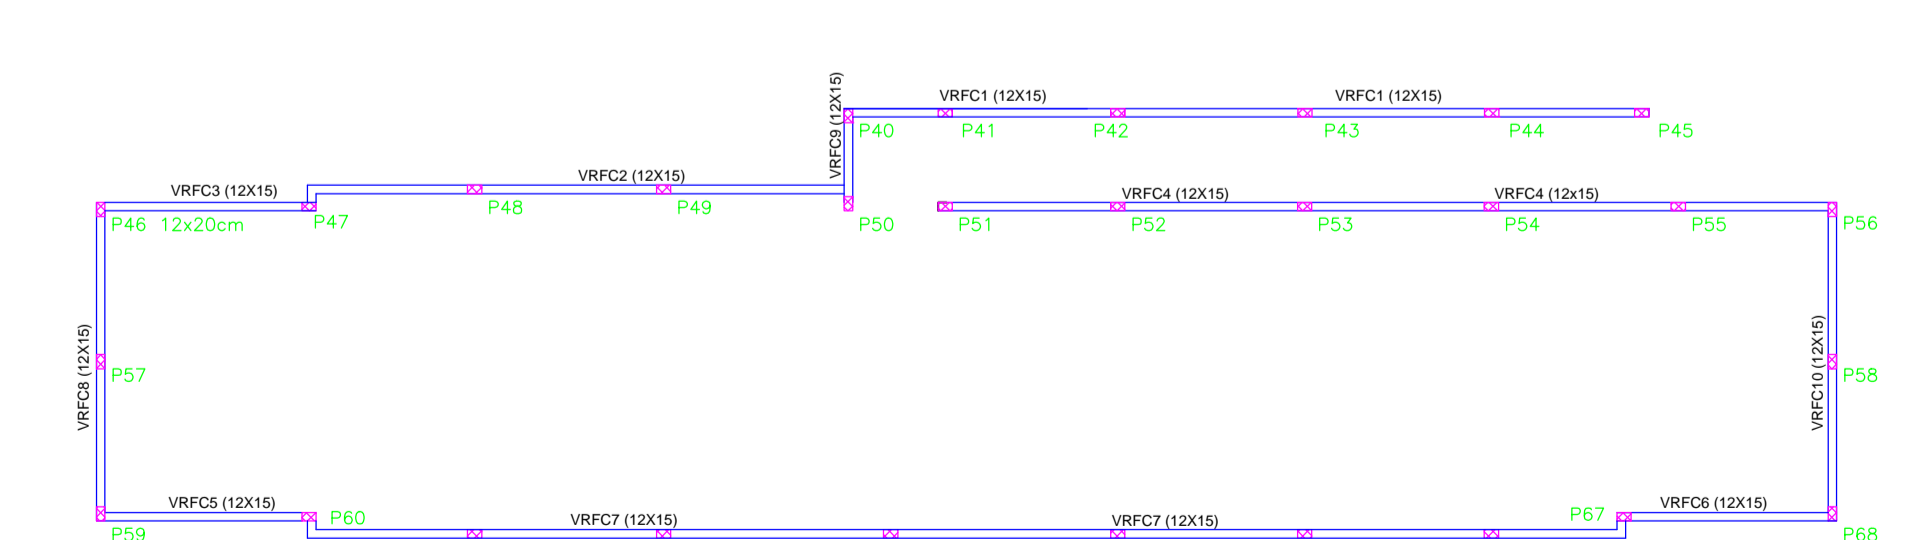 VRFC1 (12X15)
VRFC1 (12X15)
VRFC9 (12X15)
P40
P41
P42
P43
P44
P45
VRFC3 (12X15)
VRFC2 (12X15)
VRFC4 (12X15)
VRFC4 (12x15)
P46 12x20cm
P47
P48
P49
P50
P51
P52
P53
P54
P55
P56
VRFC8 (12X15)
P57
VRFC10 (12X15)
P58
VRFC5 (12X15)
P60
VRFC7 (12X15)
VRFC7 (12X15)
P67
VRFC6 (12X15)
P59
P68